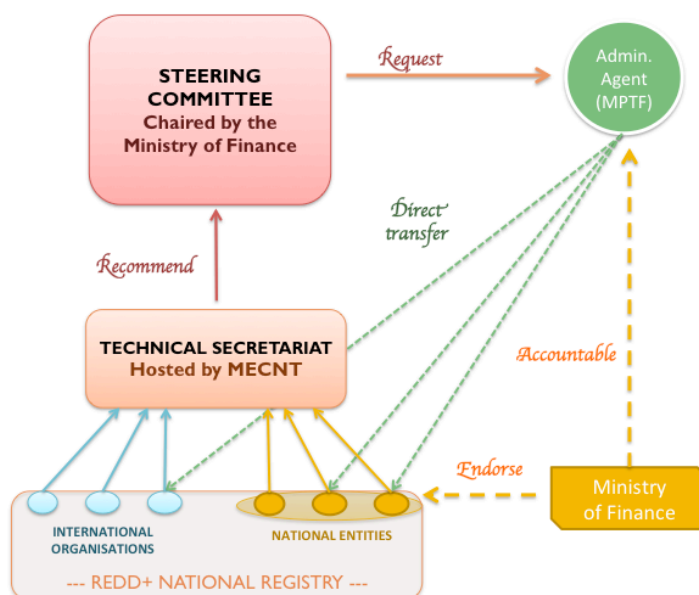 STEERING
COMMITTEE
Chaired by the
Ministry of Finance
Request
Admin.
Agent
(MPTF)
Direct
transfer
Recommend
TECHNICAL SECRETARIAT
Hosted by MECNT
Accountable
Endorse
Ministry
of Finance
INTERNATIONAL
ORGANISATIONS
NATIONAL ENTITIES
--- REDD+ NATIONAL REGISTRY ---